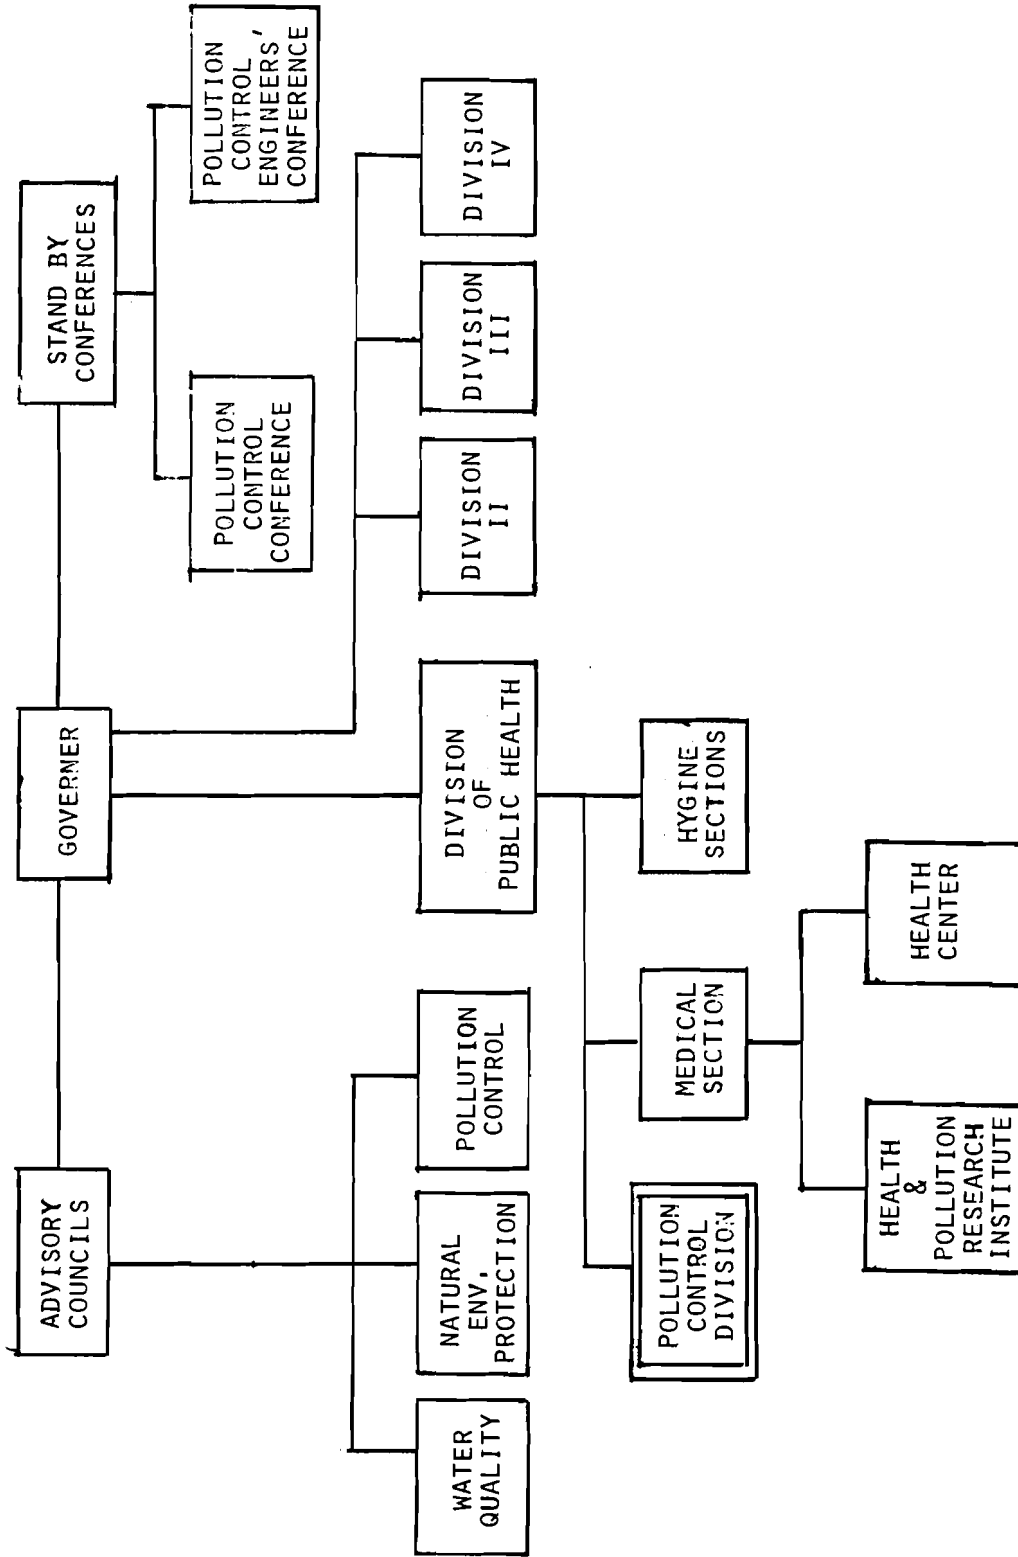 ADVISORY
COUNCILS
GOVERNER
STAND BY
CONFERENCES
POLLUTION
CONTROL
CONFERENCE
POLLUTION
CONTROL
ENGINEERS'
CONFERENCE
WATER
QUALITY
NATURAL
ENV.
PROTECTION
POLLUTION
CONTROL
DIVISION
OF
PUBLIC HEALTH
DIVISION
II
DIVISION
III
DIVISION
IV
POLLUTION
CONTROL
DIVISION
MEDICAL
SECTION
HYGINE
SECTIONS
HEALTH
&
POLLUTION
RESEARCH
INSTITUTE
HEALTH
CENTER